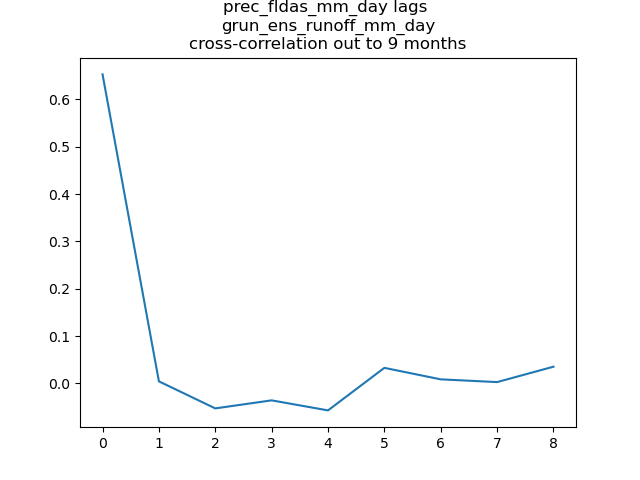 prec_fldas_mm_day lags
grun_ens_runoff_mm_day
cross-correlation out to 9 months
0.6
0.5
0.4
0.3
0.2
0.1
0.0
0 1 2 3 4 5 6 7 8